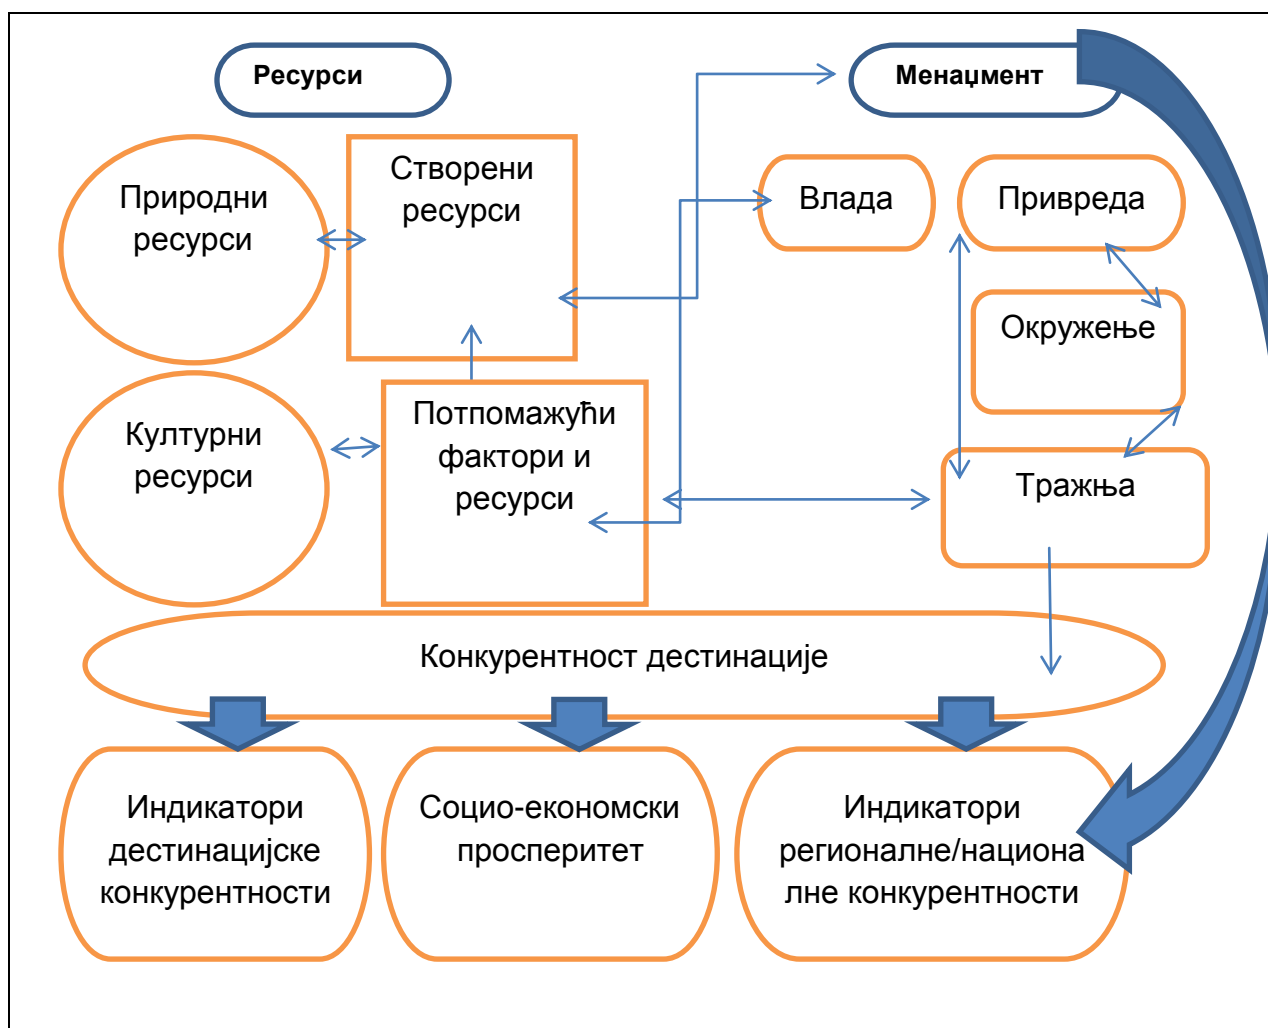 Ресурси
Менаџмент
Природни
ресурси
Створени
ресурси
Влада
Привреда
Окружење
Културни
ресурси
Потпомажући
фактори и
ресурси
Тражња
Конкурентност дестинације
Индикатори
дестинацијске
конкурентности
Социо-економски
просперитет
Индикатори
регионалне/национа
лне конкурентности